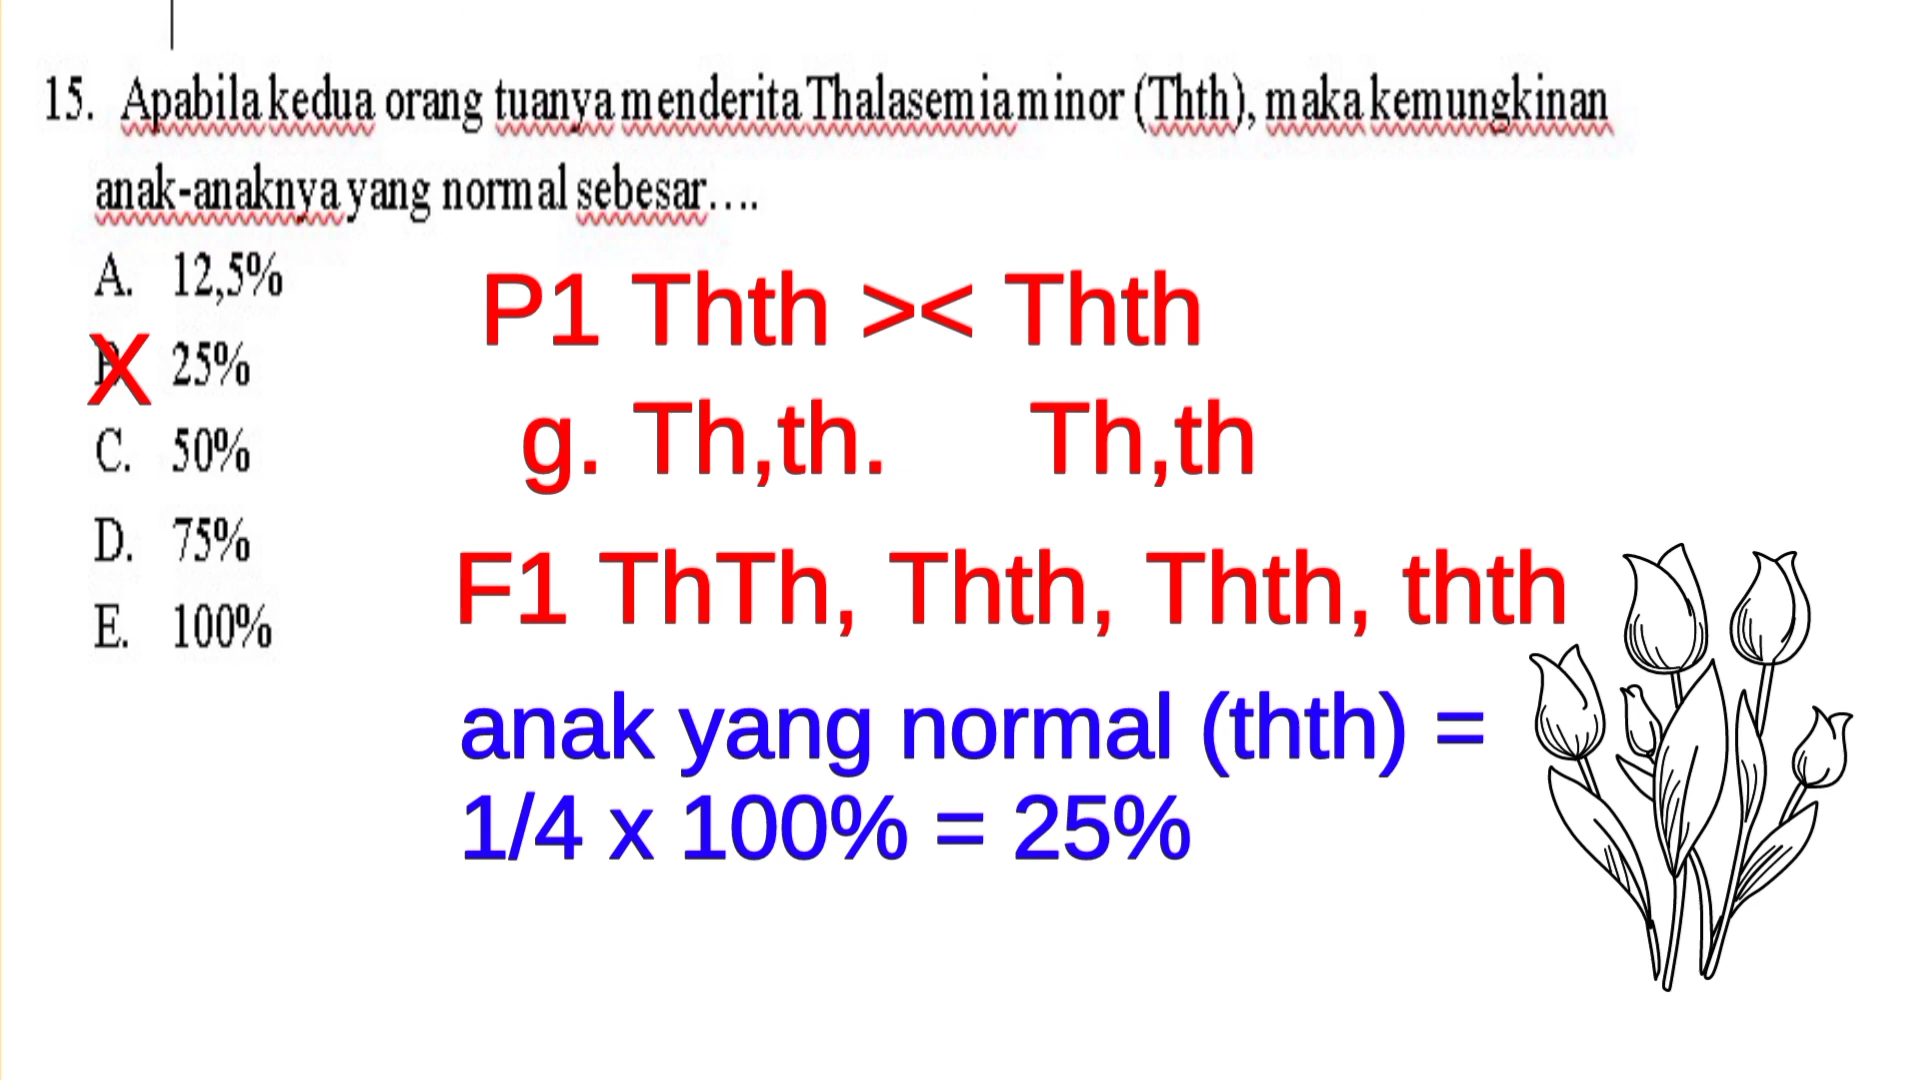 15. Apabila kedua orang tuanya menderita Thalasemia minor (Thth), maka kemungkinan
anak-anaknya yang normal sebesar....
A. 12,5%
X 25%
C. 50%
D. 75%
E. 100%
P1 Thth >< Thth
g. Th,th. Th,th
F1 ThTh, Thth, Thth, thth
anak yang normal (thth) =
1/4 x 100% = 25%